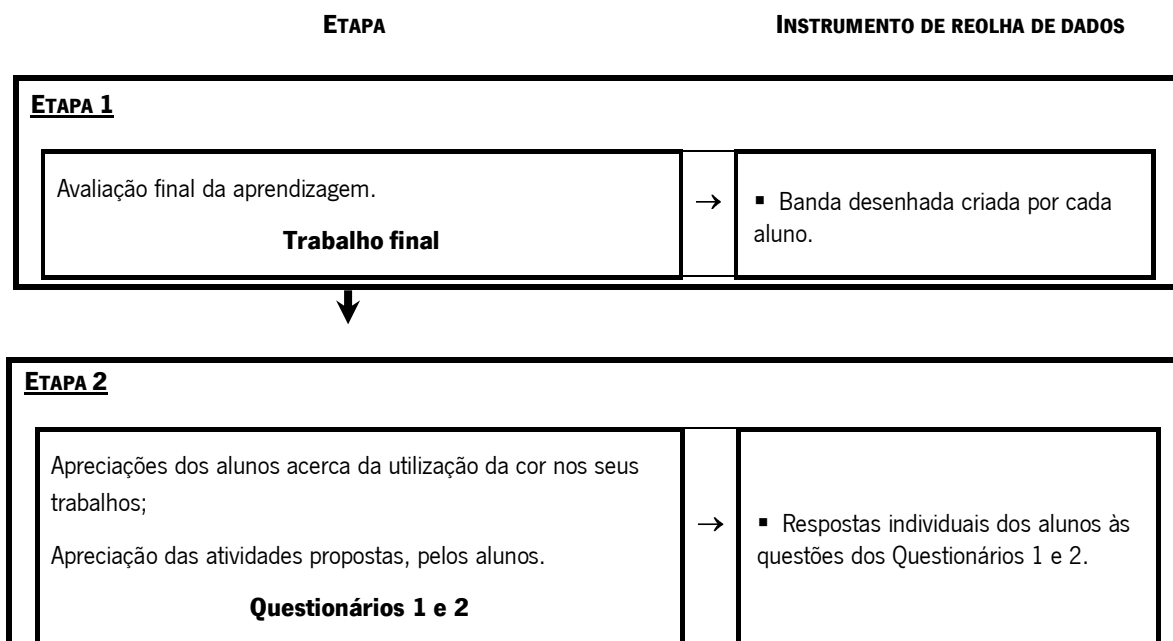 ETAPA
INSTRUMENTO DE REOLHA DE DADOS
ETAPA 1
Avaliação final da aprendizagem.
Trabalho final
→
▪ Banda desenhada criada por cada
aluno.
ETAPA 2
Apreciações dos alunos acerca da utilização da cor nos seus
trabalhos;
Apreciação das atividades propostas, pelos alunos.
Questionários 1 e 2
→
▪ Respostas individuais dos alunos às
questões dos Questionários 1 e 2.